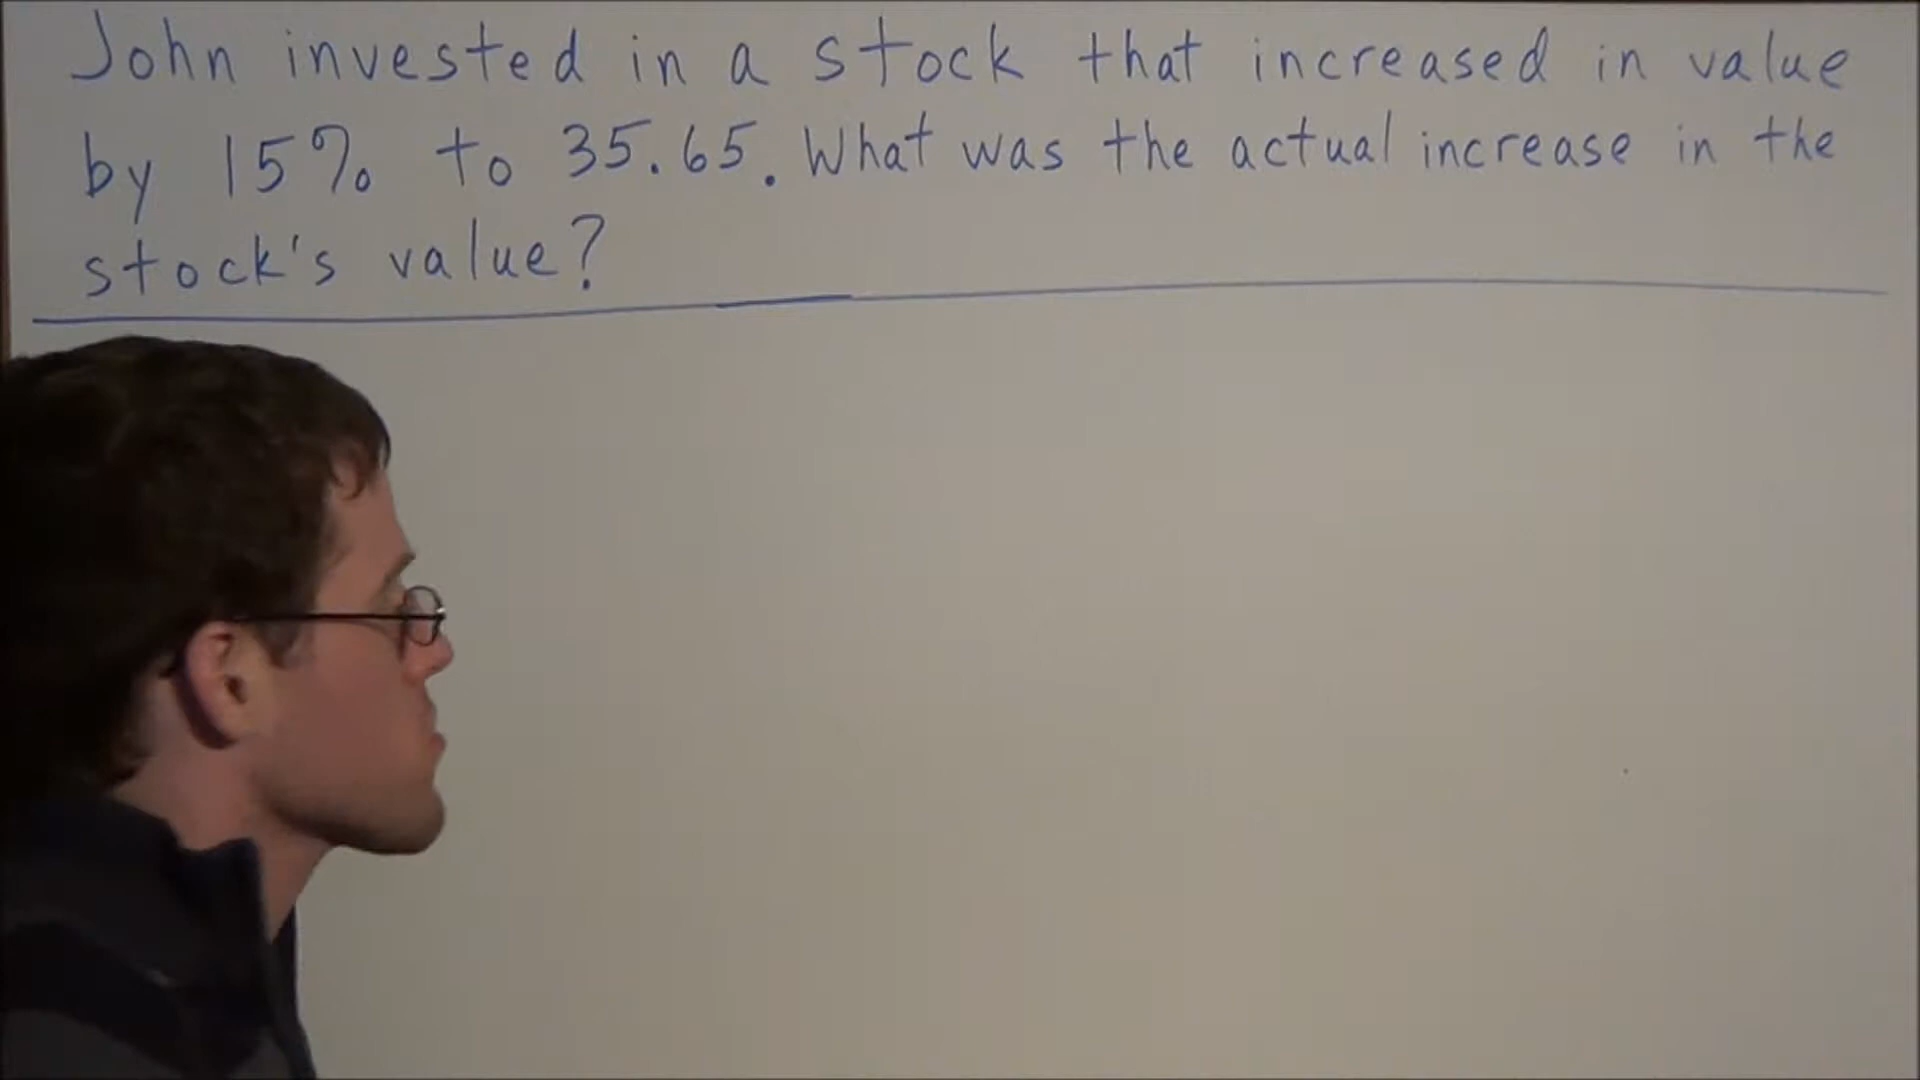 John invested in a stock that increased in value
by 15% to 35.65. What was the actual increase in the
stock's value?